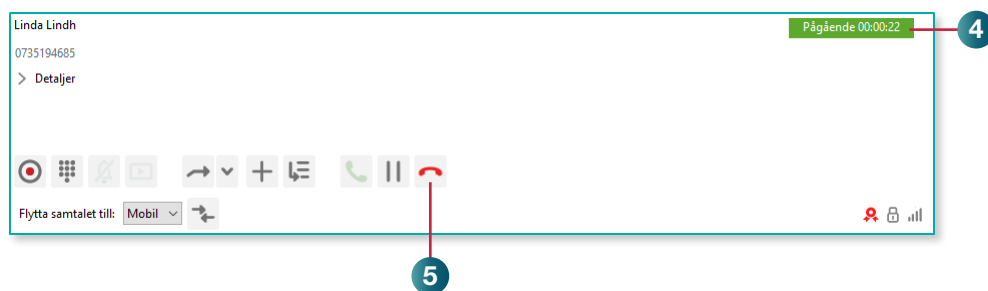 Linda Lindh
Pågående 00:00:22
4
0735194685
Detaljer
Flytta samtalet till: Mobil
5